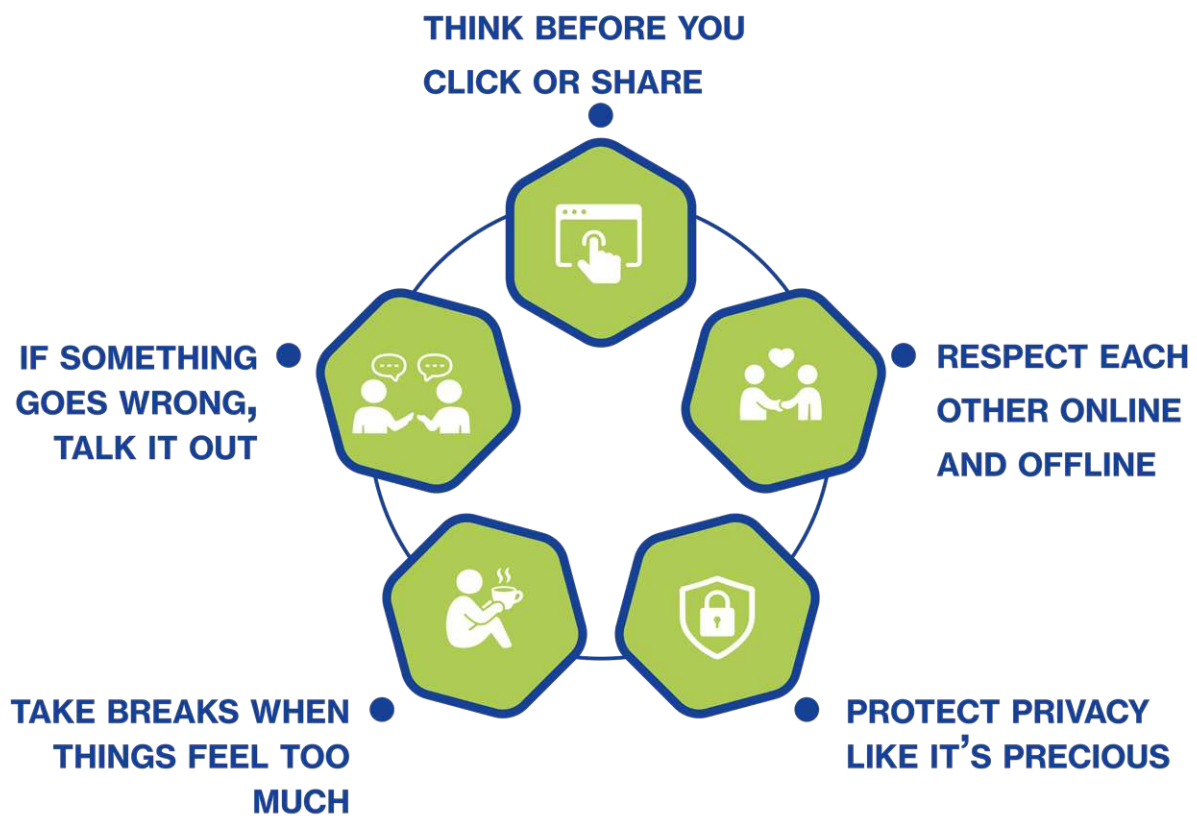 THINK BEFORE YOU
CLICK OR SHARE
RESPECT EACH
OTHER ONLINE
AND OFFLINE
PROTECT PRIVACY
LIKE IT'S PRECIOUS
TAKE BREAKS WHEN
THINGS FEEL TOO
MUCH
IF SOMETHING
GOES WRONG,
TALK IT OUT